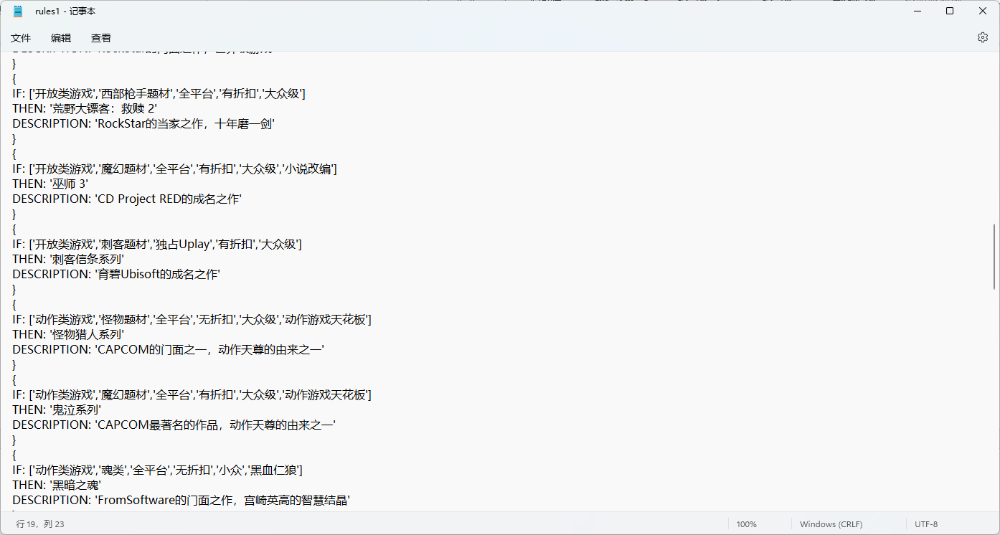 rules1 - 记事本
文件 编辑 查看
}
{
IF: ['开放类游戏','西部枪手题材','全平台','有折扣','大众级']
THEN: '荒野大镖客：救赎 2'
DESCRIPTION: 'RockStar的当家之作，十年磨一剑'
}
{
IF: ['开放类游戏','魔幻题材','全平台','有折扣','大众级','小说改编']
THEN: '巫师 3'
DESCRIPTION: 'CD Project RED的成名之作'
}
{
IF: ['开放类游戏','刺客题材','独占Uplay','有折扣','大众级']
THEN: '刺客信条系列'
DESCRIPTION: '育碧Ubisoft的成名之作'
}
{
IF: ['动作类游戏','怪物题材','全平台','无折扣','大众级','动作游戏天花板']
THEN: '怪物猎人系列'
DESCRIPTION: 'CAPCOM的门面之一，动作天尊的由来之一'
}
{
IF: ['动作类游戏','魔幻题材','全平台','有折扣','大众级','动作游戏天花板']
THEN: '鬼泣系列'
DESCRIPTION: 'CAPCOM最著名的作品，动作天尊的由来之一'
}
{
IF: ['动作类游戏','魂类','全平台','无折扣','小众','黑血仁狼']
THEN: '黑暗之魂'
DESCRIPTION: 'FromSoftware的门面之作，宫崎英高的智慧结晶'
行 19，列 23 100% Windows (CRLF) UTF-8